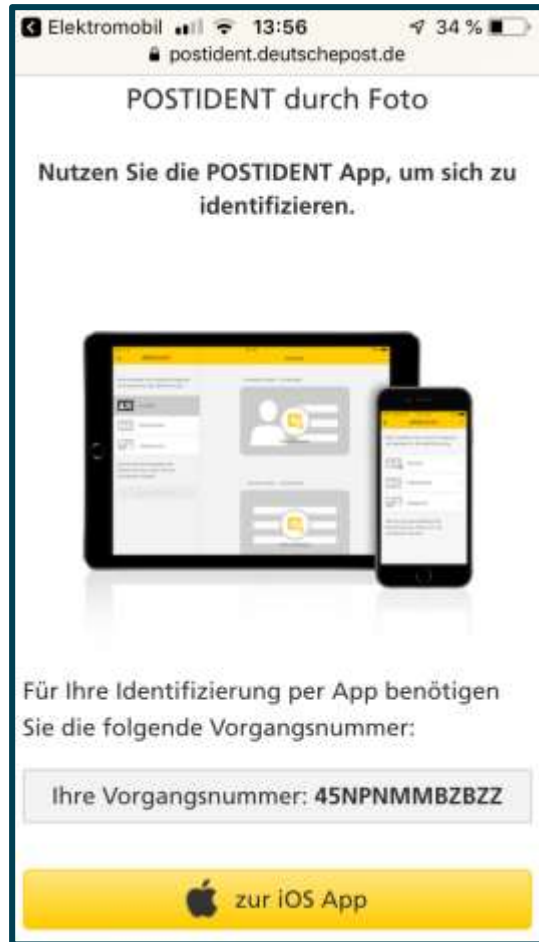 Elektromobil 13:56 34 %
postident.deutschepost.de
POSTIDENT durch Foto
Nutzen Sie die POSTIDENT App, um sich zu
identifizieren.
Für Ihre Identifizierung per App benötigen
Sie die folgende Vorgangsnummer:
Ihre Vorgangsnummer: 45NPNMMBZBZZ
zur iOS App